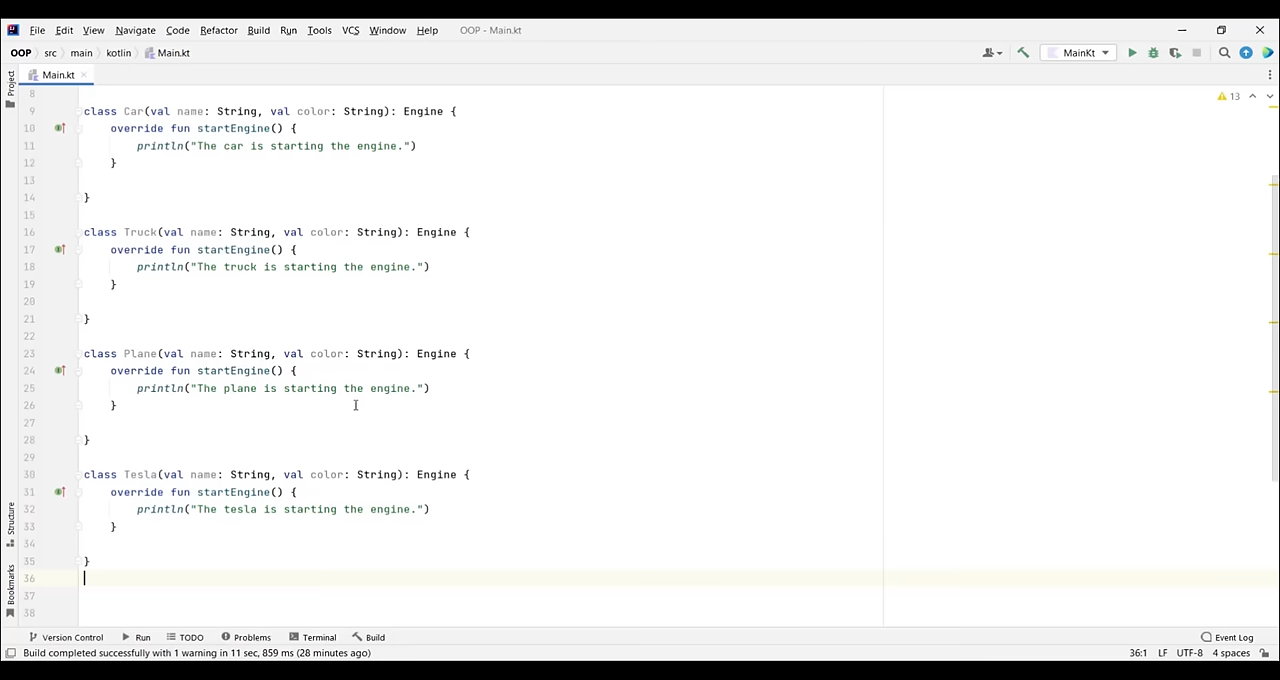 File Edit View Navigate Code Refactor Build Run Tools VCS Window Help OOP - Main.kt
OOP src main kotlin Main.kt MainKt
Main.kt
Project
8
13
9 class Car(val name: String, val color: String): Engine {
10 override fun startEngine() {
11 println("The car is starting the engine.")
12 }
13
14 }
15
16 class Truck(val name: String, val color: String): Engine {
17 override fun startEngine() {
18 println("The truck is starting the engine.")
19 }
20
21 }
22
23 class Plane(val name: String, val color: String): Engine {
24 override fun startEngine() {
25 println("The plane is starting the engine.")
26 }
27
28 }
29
30 class Tesla(val name: String, val color: String): Engine {
31 override fun startEngine() {
32 println("The tesla is starting the engine.")
33 }
34
35 }
36
37
38
Structure
Bookmarks
Version Control Run TODO Problems Terminal Build Event Log
Build completed successfully with 1 warning in 11 sec, 859 ms (28 minutes ago) 36:1 LF UTF-8 4 spaces